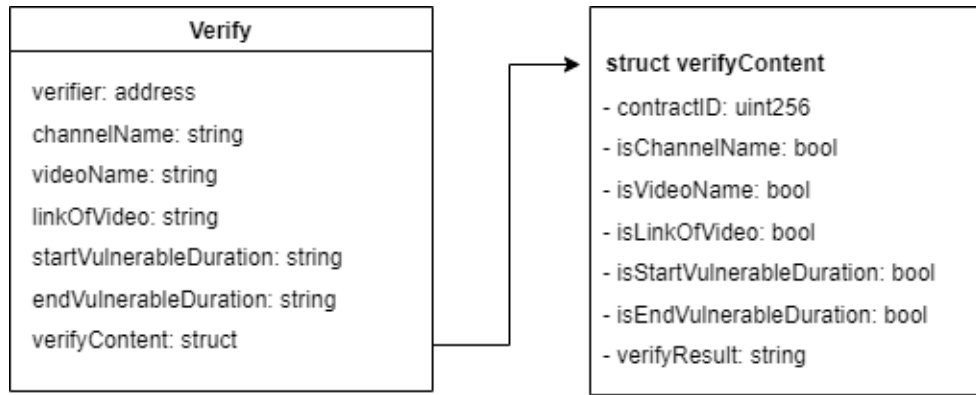 Verify
verifier: address
channelName: string
videoName: string
linkOfVideo: string
startVulnerableDuration: string
endVulnerableDuration: string
verifyContent: struct
struct verifyContent
- contractID: uint256
- isChannelName: bool
- isVideoName: bool
- isLinkOfVideo: bool
- isStartVulnerableDuration: bool
- isEndVulnerableDuration: bool
- verifyResult: string